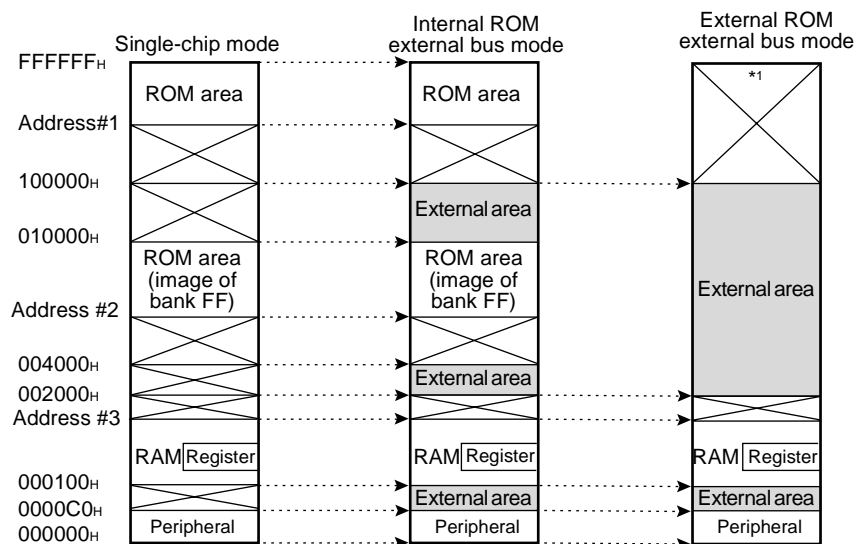 Single-chip mode
Internal ROM
external bus mode
External ROM
external bus mode
FFFFFFH
ROM area
ROM area
*1
Address#1
100000H
External area
010000H
ROM area
(image of
bank FF)
ROM area
(image of
bank FF)
External area
Address #2
004000H
External area
002000H
Address #3
RAM
Register
RAM
Register
RAM
Register
000100H
External area
External area
0000C0H
Peripheral
Peripheral
Peripheral
000000H